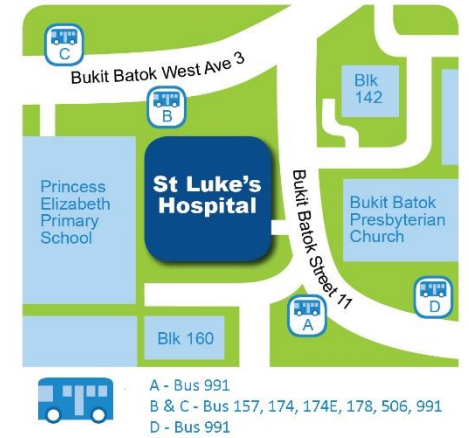 C
Bukit Batok West Ave 3
B
Blk
142
Princess
Elizabeth
Primary
School
St Luke's
Hospital
Bukit Batok Street 11
Bukit Batok
Presbyterian
Church
D
A
Blk 160
A - Bus 991
B & C - Bus 157, 174, 174E, 178, 506, 991
D - Bus 991